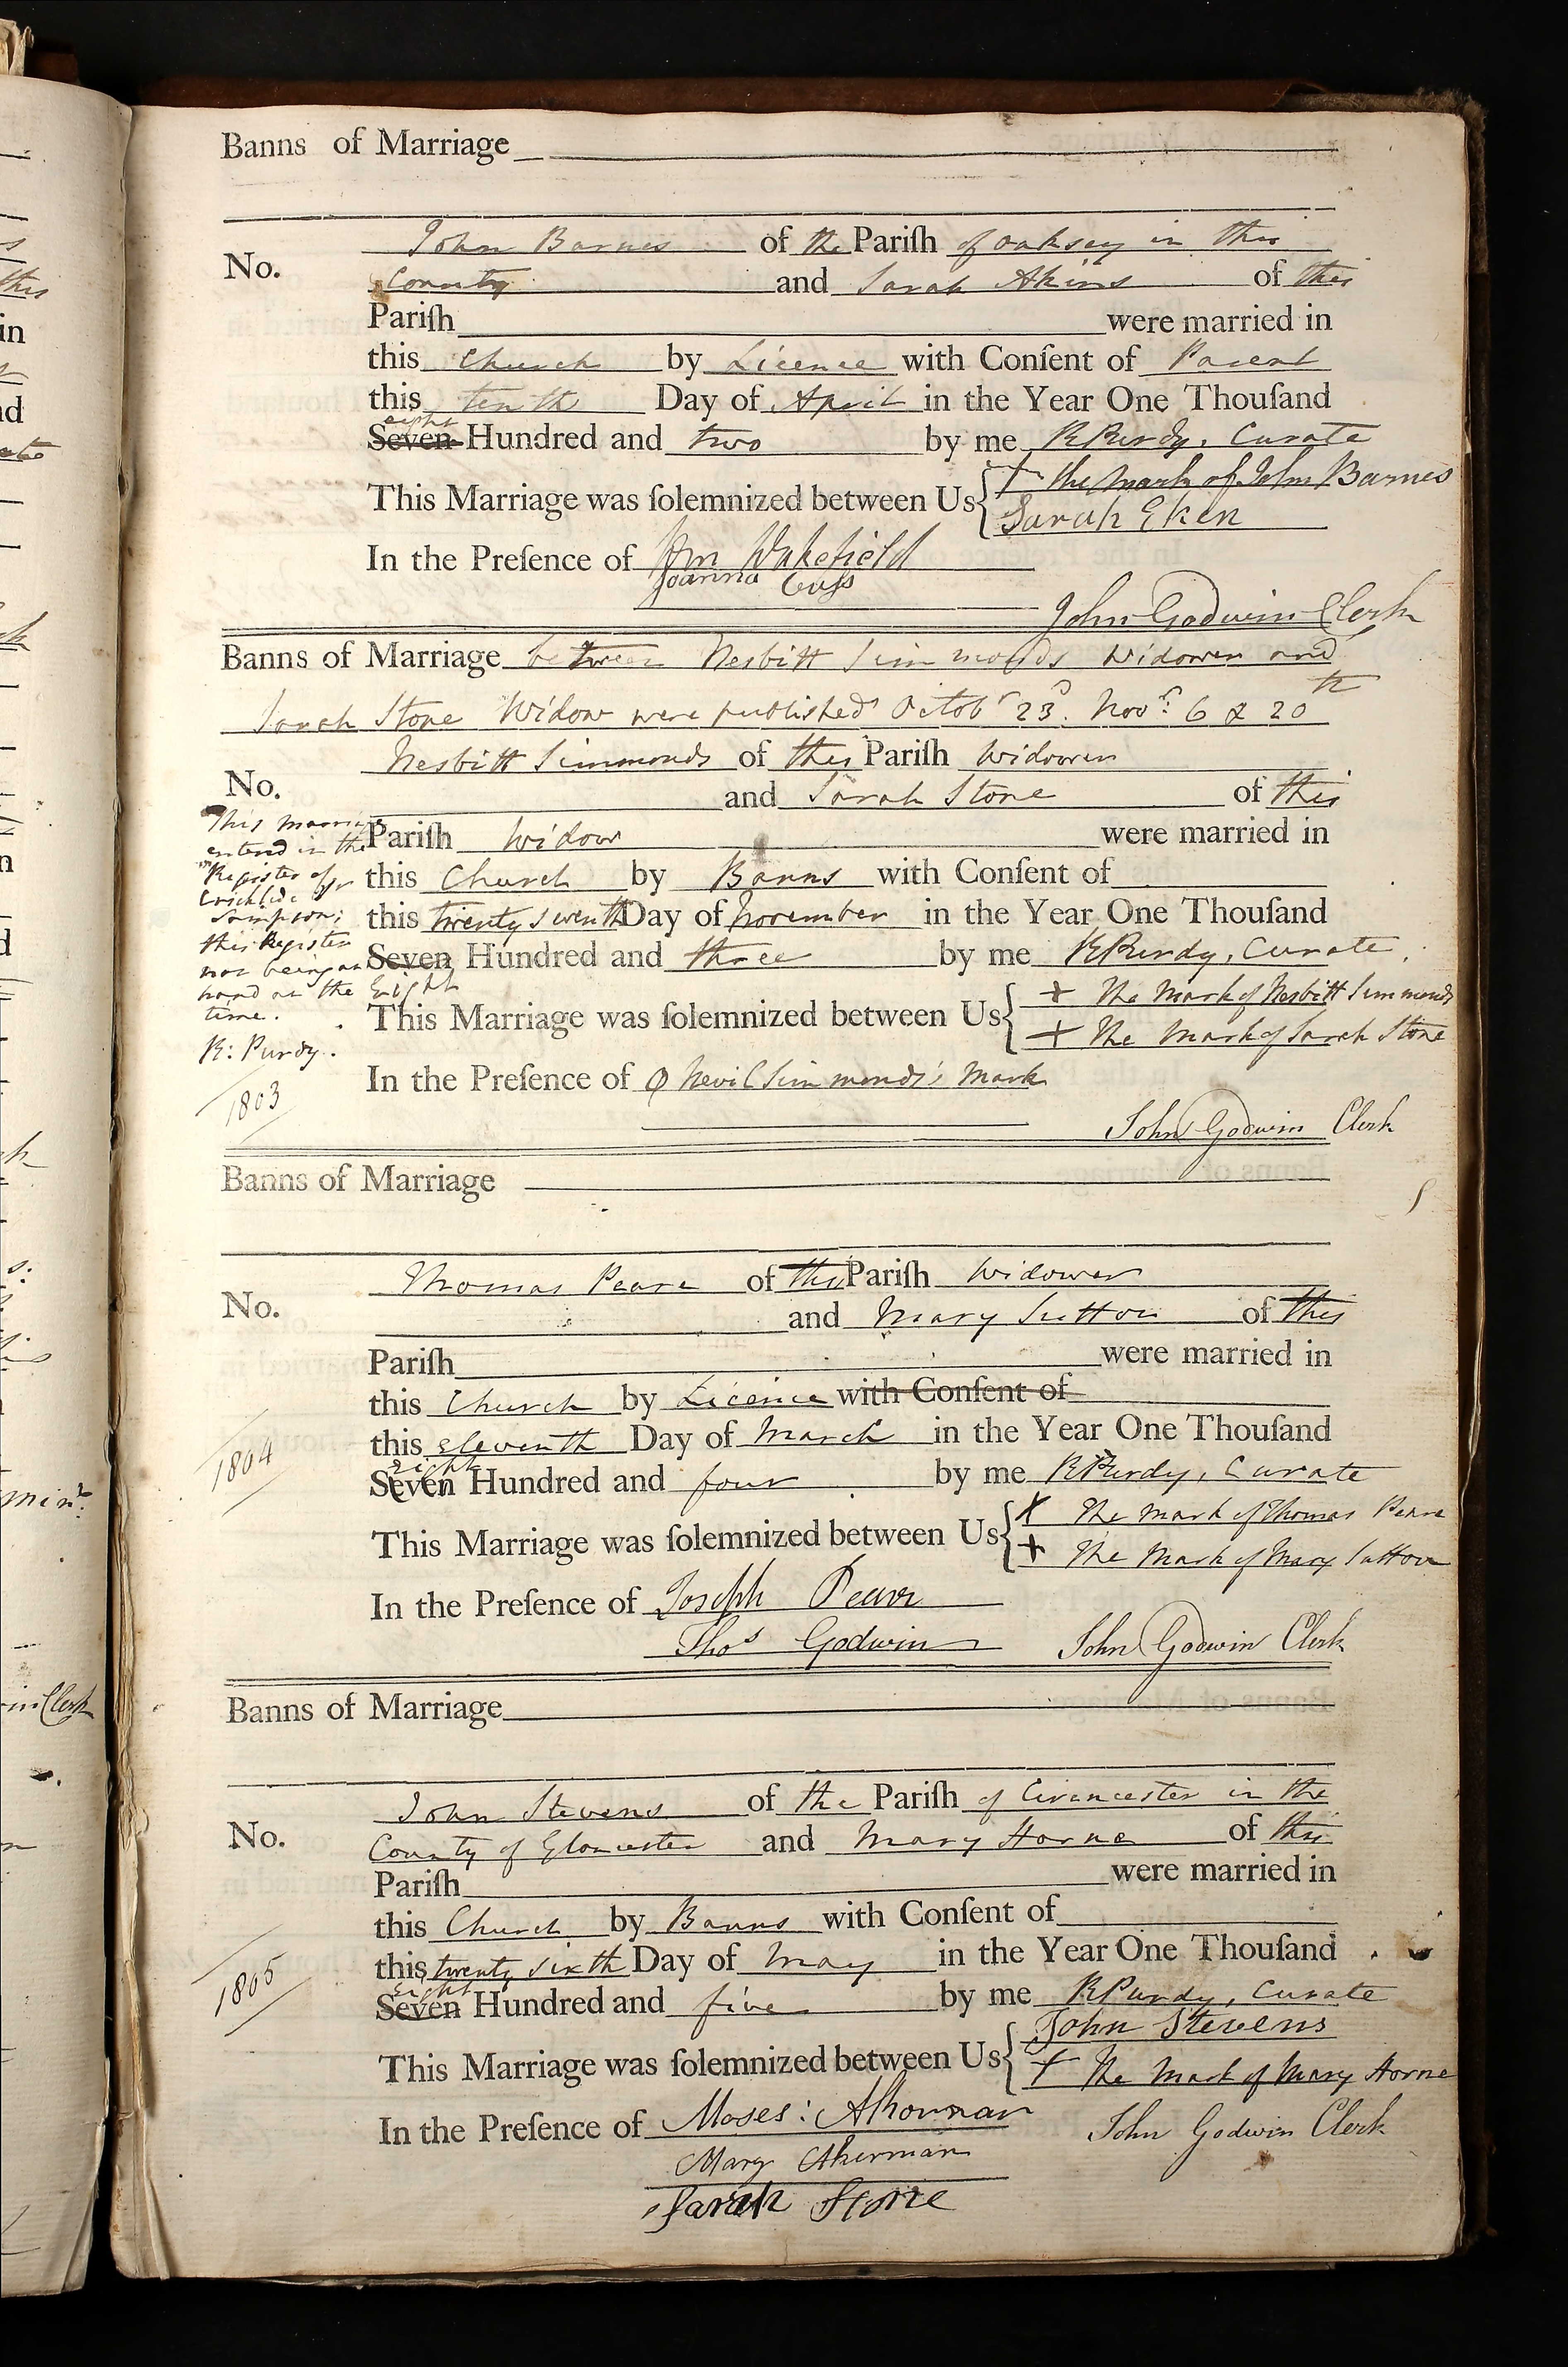 Banns of Marriage
John Barnes of the Pariſh of Oaksey in this
No.
County and Sarah Akins of this
Pariſh were married in
this Church by Licence with Conſent of Parent
this tenth Day of April in the Year One Thouſand
eight
Seven Hundred and two by me R Purdy, Curate
This Marriage was ſolemnized between Us { + the Mark of John Barnes
Sarah Eken
In the Preſence of Wm Wakefield
Joanna
John Godwin Clerk
Banns of Marriage between Nesbitt Simmonds Widower and
Sarah Stone Widow were published Octobr 23d. Novr: 6 & 20th
Nesbitt Simmonds of this Pariſh Widower
No.
and Sarah Stone of this
Pariſh Widow were married in
this Church by Banns with Conſent of
this twenty seventh Day of November in the Year One Thouſand
Seven Hundred and three by me R Purdy, Curate.
Eight
This Marriage was ſolemnized between Us { + The Mark of Nesbitt Simmonds
+ The Mark of Sarah Stone
In the Preſence of Nevil Simmonds's Mark
John Godwin Clerk
This marriage
entered in the
Register of
Cricklade
Sampson;
this Register
not being at
hand at the
time.
R: Purdy.
1803
Banns of Marriage
Thomas Peare of this Pariſh Widower
No.
and Mary Sutton of this
Pariſh were married in
this Church by Licence with Conſent of
this eleventh Day of March in the Year One Thouſand
1804
eight
Seven Hundred and four by me R Purdy, Curate
This Marriage was ſolemnized between Us { X The Mark of Thomas Peare
+ The Mark of Mary Sutton
In the Preſence of Joseph Peare
Thos Godwin John Godwin Clerk
Banns of Marriage
John Stevens of the Pariſh of Cirencester in the
No.
County of Gloucester and Mary Horne of this
Pariſh were married in
this Church by Banns with Conſent of
this twenty sixth Day of May in the Year One Thouſand
1805
eight
Seven Hundred and five by me R Purdy, Curate
John Stevens
This Marriage was ſolemnized between Us { + The Mark of Mary Horne
In the Preſence of Moses: Akerman John Godwin Clerk
Mary Akerman
Sarah Stone